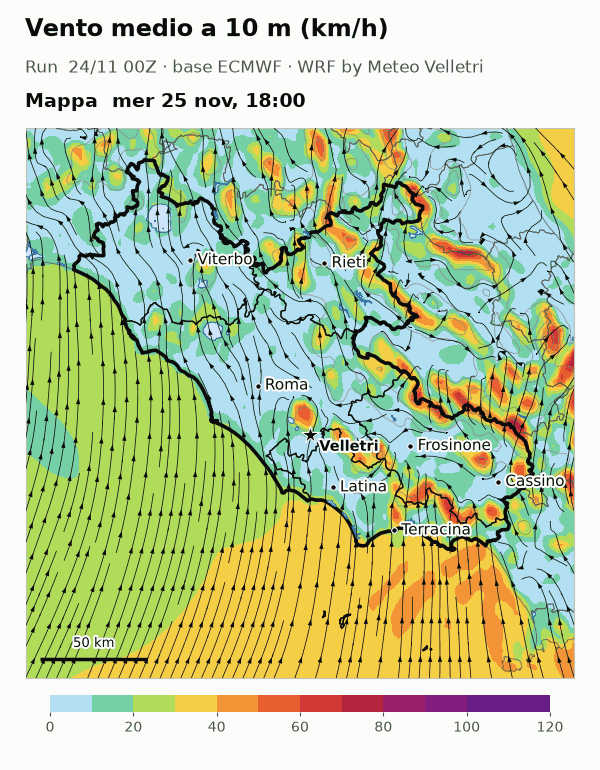 Vento medio a 10 m (km/h)
Run  24/11 00Z · base ECMWF · WRF by Meteo Velletri
Mappa  mer 25 nov, 18:00
Viterbo
Rieti
Roma
Velletri
Frosinone
Latina
Cassino
Terracina
50 km
0 20 40 60 80 100 120